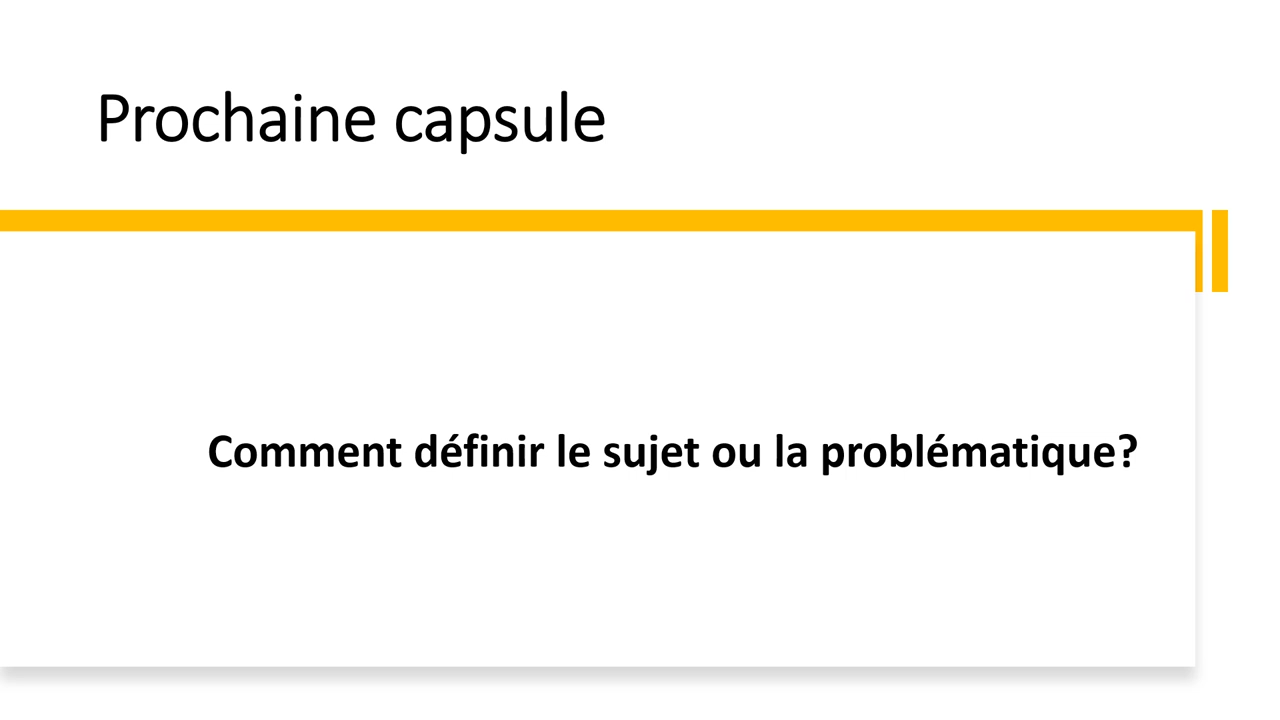 Prochaine capsule
Comment définir le sujet ou la problématique?